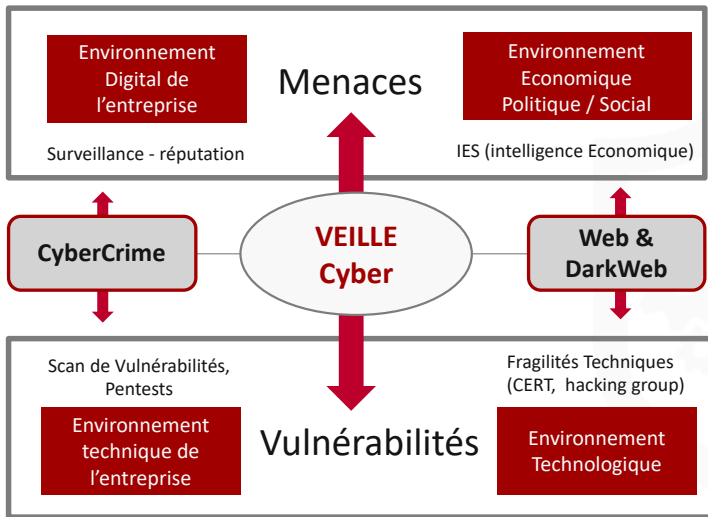 Environnement
Digital de
l'entreprise
Menaces
Environnement
Economique
Politique / Social
Surveillance - réputation
IES (intelligence Economique)
CyberCrime
VEILLE
Cyber
Web &
DarkWeb
Scan de Vulnérabilités,
Pentests
Fragilités Techniques
(CERT, hacking group)
Environnement
technique de
l'entreprise
Vulnérabilités
Environnement
Technologique